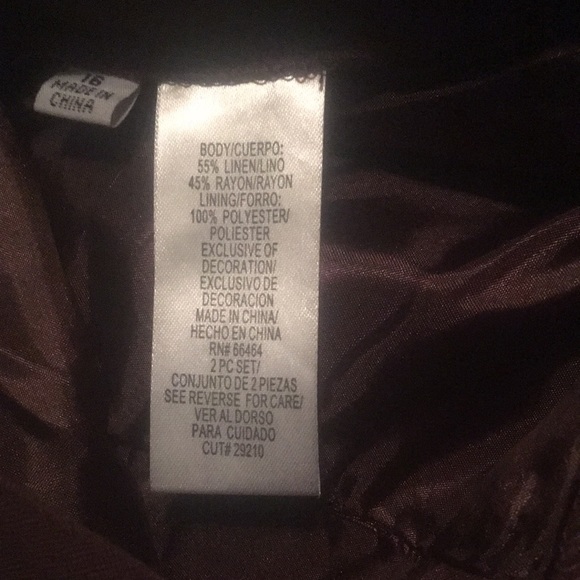 16
MADE IN
CHINA
BODY/CUERPO:
55% LINEN/LINO
45% RAYON/RAYON
LINING/FORRO:
100% POLYESTER/
POLIESTER
EXCLUSIVE OF
DECORATION/
EXCLUSIVO DE
DECORACION
MADE IN CHINA/
HECHO EN CHINA
RN# 66464
2 PC SET/
CONJUNTO DE 2 PIEZAS
SEE REVERSE FOR CARE/
VER AL DORSO
PARA CUIDADO
CUT# 29210